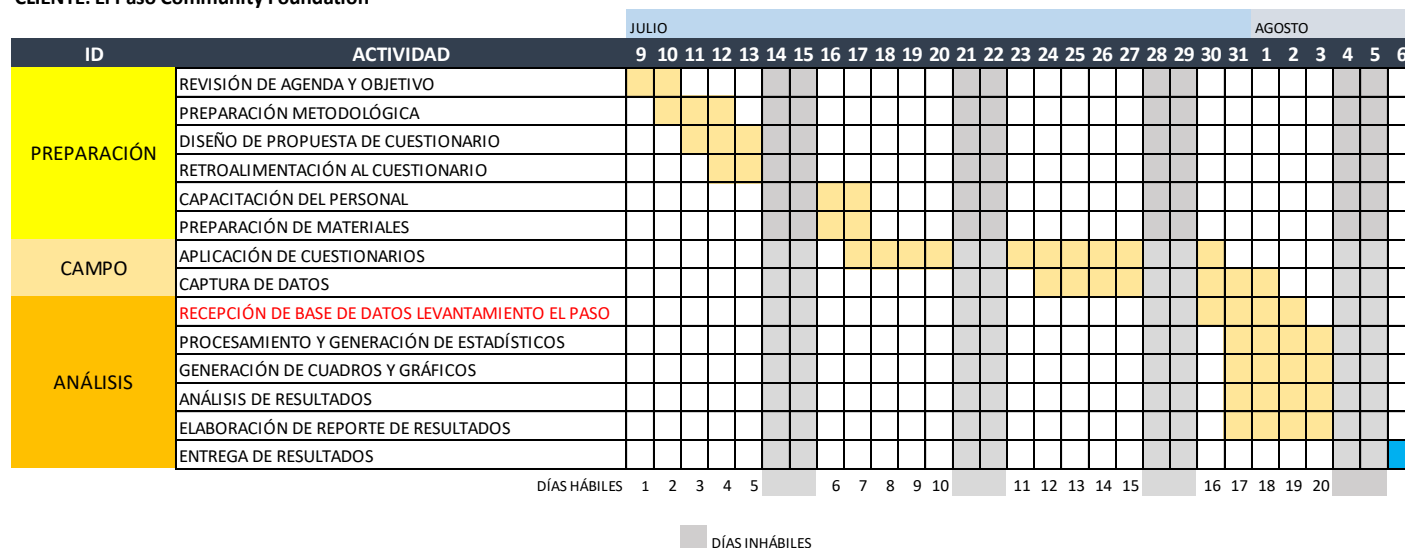 CLIENTE: El Paso Community Foundation
JULIO AGOSTO
ID ACTIVIDAD 9 10 11 12 13 14 15 16 17 18 19 20 21 22 23 24 25 26 27 28 29 30 31 1 2 3 4 5 6
REVISIÓN DE AGENDA Y OBJETIVO
PREPARACIÓN METODOLÓGICA
DISEÑO DE PROPUESTA DE CUESTIONARIO
PREPARACIÓN
RETROALIMENTACIÓN AL CUESTIONARIO
CAPACITACIÓN DEL PERSONAL
PREPARACIÓN DE MATERIALES
APLICACIÓN DE CUESTIONARIOS
CAMPO
CAPTURA DE DATOS
RECEPCIÓN DE BASE DE DATOS LEVANTAMIENTO EL PASO
PROCESAMIENTO Y GENERACIÓN DE ESTADÍSTICOS
GENERACIÓN DE CUADROS Y GRÁFICOS
ANÁLISIS
ANÁLISIS DE RESULTADOS
ELABORACIÓN DE REPORTE DE RESULTADOS
ENTREGA DE RESULTADOS
DÍAS HÁBILES 1 2 3 4 5 6 7 8 9 10 11 12 13 14 15 16 17 18 19 20
DÍAS INHÁBILES